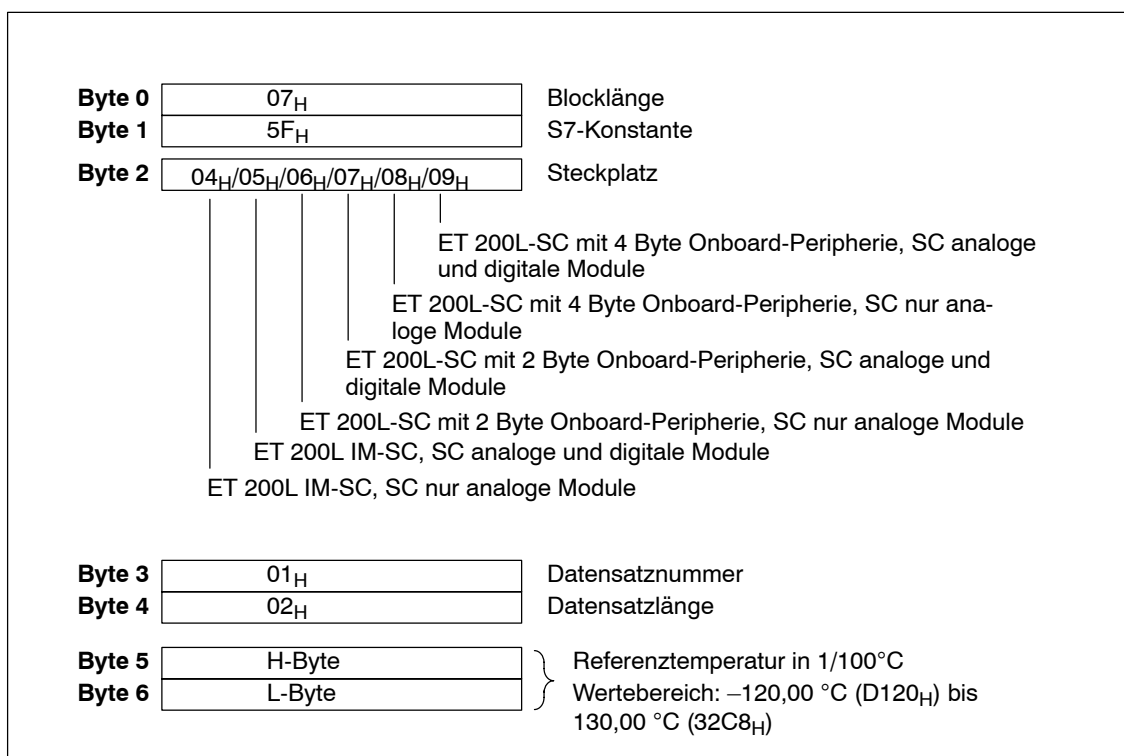 Byte 0 07H Blocklänge
Byte 1 5FH S7-Konstante
Byte 2 04H/05H/06H/07H/08H/09H Steckplatz
ET 200L-SC mit 4 Byte Onboard-Peripherie, SC analoge
und digitale Module
ET 200L-SC mit 4 Byte Onboard-Peripherie, SC nur ana-
loge Module
ET 200L-SC mit 2 Byte Onboard-Peripherie, SC analoge und
digitale Module
ET 200L-SC mit 2 Byte Onboard-Peripherie, SC nur analoge Module
ET 200L IM-SC, SC analoge und digitale Module
ET 200L IM-SC, SC nur analoge Module
Byte 3 01H Datensatznummer
Byte 4 02H Datensatzlänge
Byte 5 H-Byte Referenztemperatur in 1/100°C
Byte 6 L-Byte Wertebereich: –120,00 °C (D120H) bis
130,00 °C (32C8H)